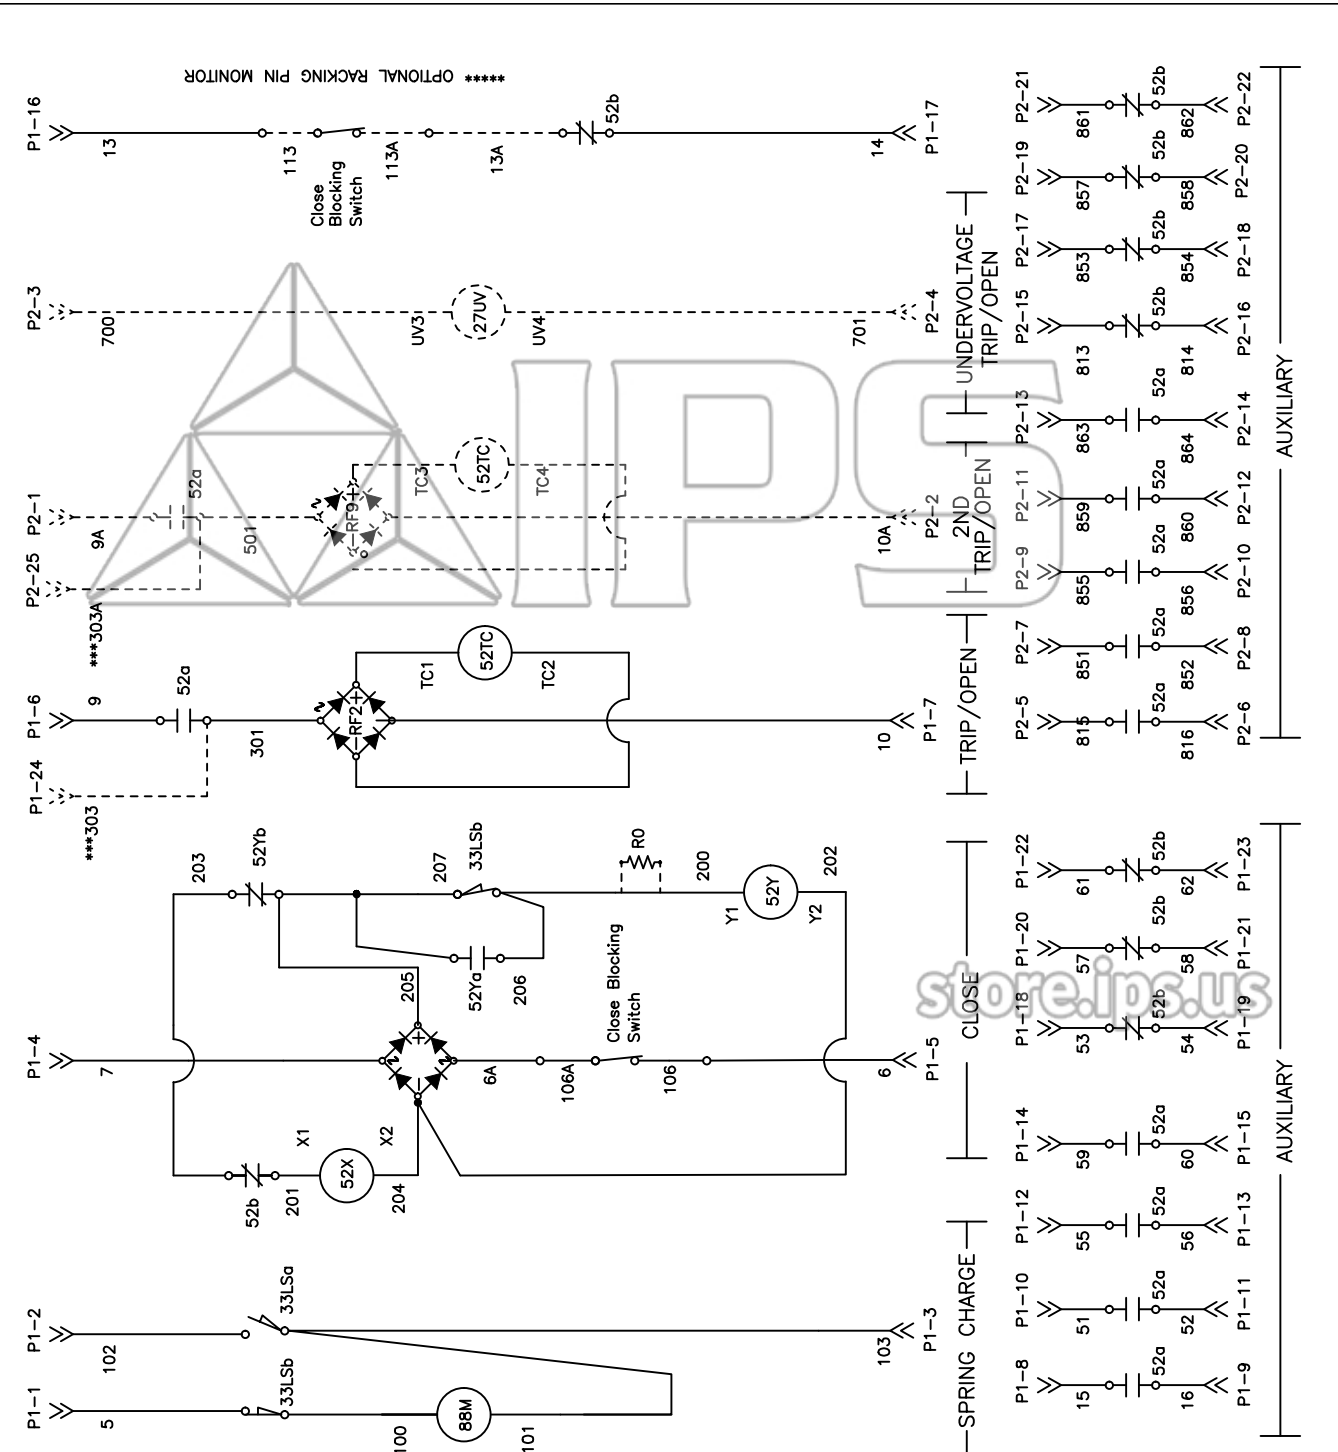 ***** OPTIONAL RACKING PIN MONITOR
P1-16
13
113
Close
Blocking
Switch
113A
13A
52b
14
P1-17
P2-3
700
UV3
27UV
UV4
701
P2-4
UNDERVOLTAGE
TRIP/OPEN
P2-1
9A
52a
P2-25
***303A
501
RF9
TC3
52TC
TC4
10A
P2-2
2ND
TRIP/OPEN
P1-6
9
52a
P1-24
***303
301
RF2
TC1
52TC
TC2
10
P1-7
TRIP/OPEN
203
52Yb
207
33LSb
R0
200
Y1
52Y
Y2
202
205
52Ya
206
P1-4
7
6A
106A
Close Blocking
Switch
106
6
P1-5
CLOSE
52b
201
X1
52X
X2
204
P1-2
102
33LSa
103
P1-3
P1-1
5
33LSb
100
88M
101
SPRING CHARGE
P2-21
861
52b
862
P2-22
P2-19
857
52b
858
P2-20
P2-17
853
52b
854
P2-18
P2-15
813
52b
814
P2-16
P2-13
863
52a
864
P2-14
P2-11
859
52a
860
P2-12
P2-9
855
52a
856
P2-10
P2-7
851
52a
852
P2-8
P2-5
815
52a
816
P2-6
AUXILIARY
P1-22
61
52b
62
P1-23
P1-20
57
52b
58
P1-21
P1-18
53
52b
54
P1-19
P1-14
59
52a
60
P1-15
P1-12
55
52a
56
P1-13
P1-10
51
52a
52
P1-11
P1-8
15
52a
16
P1-9
AUXILIARY
IPS
store.ips.us